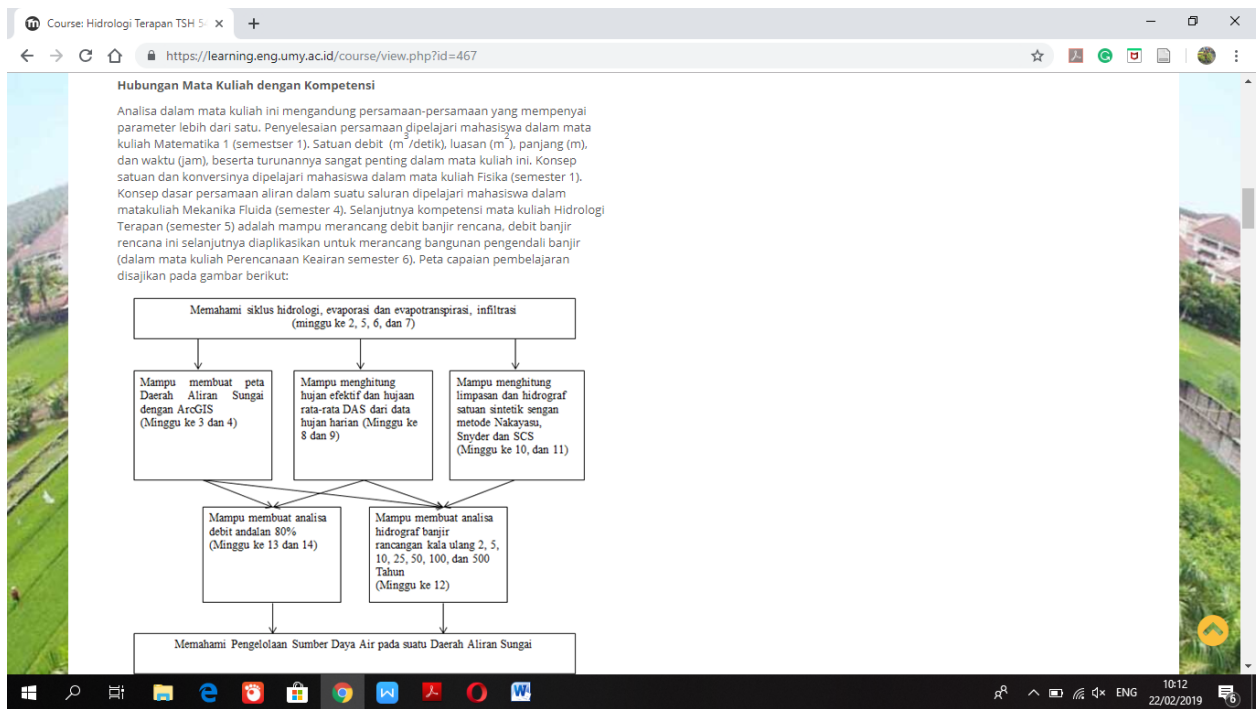 Course: Hidrologi Terapan TSH 5
https://learning.eng.umy.ac.id/course/view.php?id=467
Hubungan Mata Kuliah dengan Kompetensi
Analisa dalam mata kuliah ini mengandung persamaan-persamaan yang mempenyai
parameter lebih dari satu. Penyelesaian persamaan dipelajari mahasiswa dalam mata
kuliah Matematika 1 (semestser 1). Satuan debit (m³/detik), luasan (m²), panjang (m),
dan waktu (jam), beserta turunannya sangat penting dalam mata kuliah ini. Konsep
satuan dan konversinya dipelajari mahasiswa dalam mata kuliah Fisika (semester 1).
Konsep dasar persamaan aliran dalam suatu saluran dipelajari mahasiswa dalam
matakuliah Mekanika Fluida (semester 4). Selanjutnya kompetensi mata kuliah Hidrologi
Terapan (semester 5) adalah mampu merancang debit banjir rencana, debit banjir
rencana ini selanjutnya diaplikasikan untuk merancang bangunan pengendali banjir
(dalam mata kuliah Perencanaan Keairan semester 6). Peta capaian pembelajaran
disajikan pada gambar berikut:
Memahami siklus hidrologi, evaporasi dan evapotranspirasi, infiltrasi
(minggu ke 2, 5, 6, dan 7)
Mampu membuat peta
Daerah Aliran Sungai
dengan ArcGIS
(Minggu ke 3 dan 4)
Mampu menghitung
hujan efektif dan hujaan
rata-rata DAS dari data
hujan harian (Minggu ke
8 dan 9)
Mampu menghitung
limpasan dan hidrograf
satuan sintetik sengan
metode Nakayasu,
Snyder dan SCS
(Minggu ke 10, dan 11)
Mampu membuat analisa
debit andalan 80%
(Minggu ke 13 dan 14)
Mampu membuat analisa
hidrograf banjir
rancangan kala ulang 2, 5,
10, 25, 50, 100, dan 500
Tahun
(Minggu ke 12)
Memahami Pengelolaan Sumber Daya Air pada suatu Daerah Aliran Sungai
ENG
10:12
22/02/2019
6